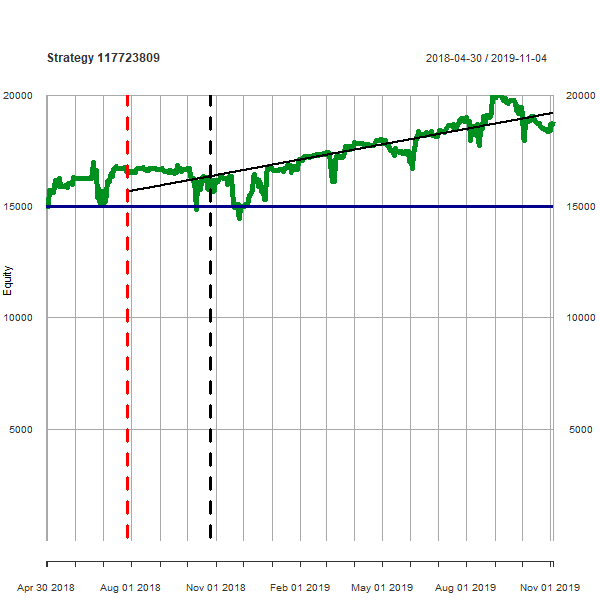 Strategy 117723809
2018-04-30 / 2019-11-04
20000
20000
15000
15000
10000
10000
5000
5000
Equity
Apr 30 2018
Aug 01 2018
Nov 01 2018
Feb 01 2019
May 01 2019
Aug 01 2019
Nov 01 2019